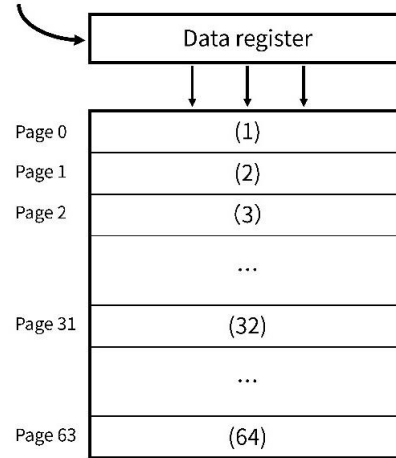 Data register
Page 0 (1)
Page 1 (2)
Page 2 (3)
...
Page 31 (32)
...
Page 63 (64)